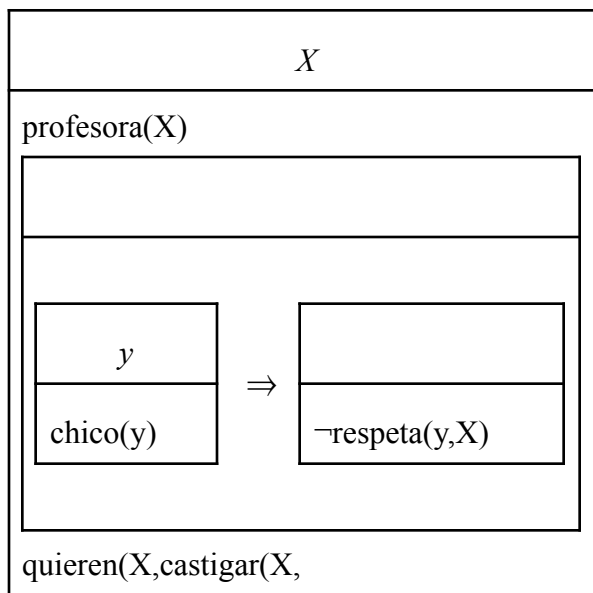 X
profesora(X)
y
⇒
chico(y)
¬respeta(y,X)
quieren(X,castigar(X,